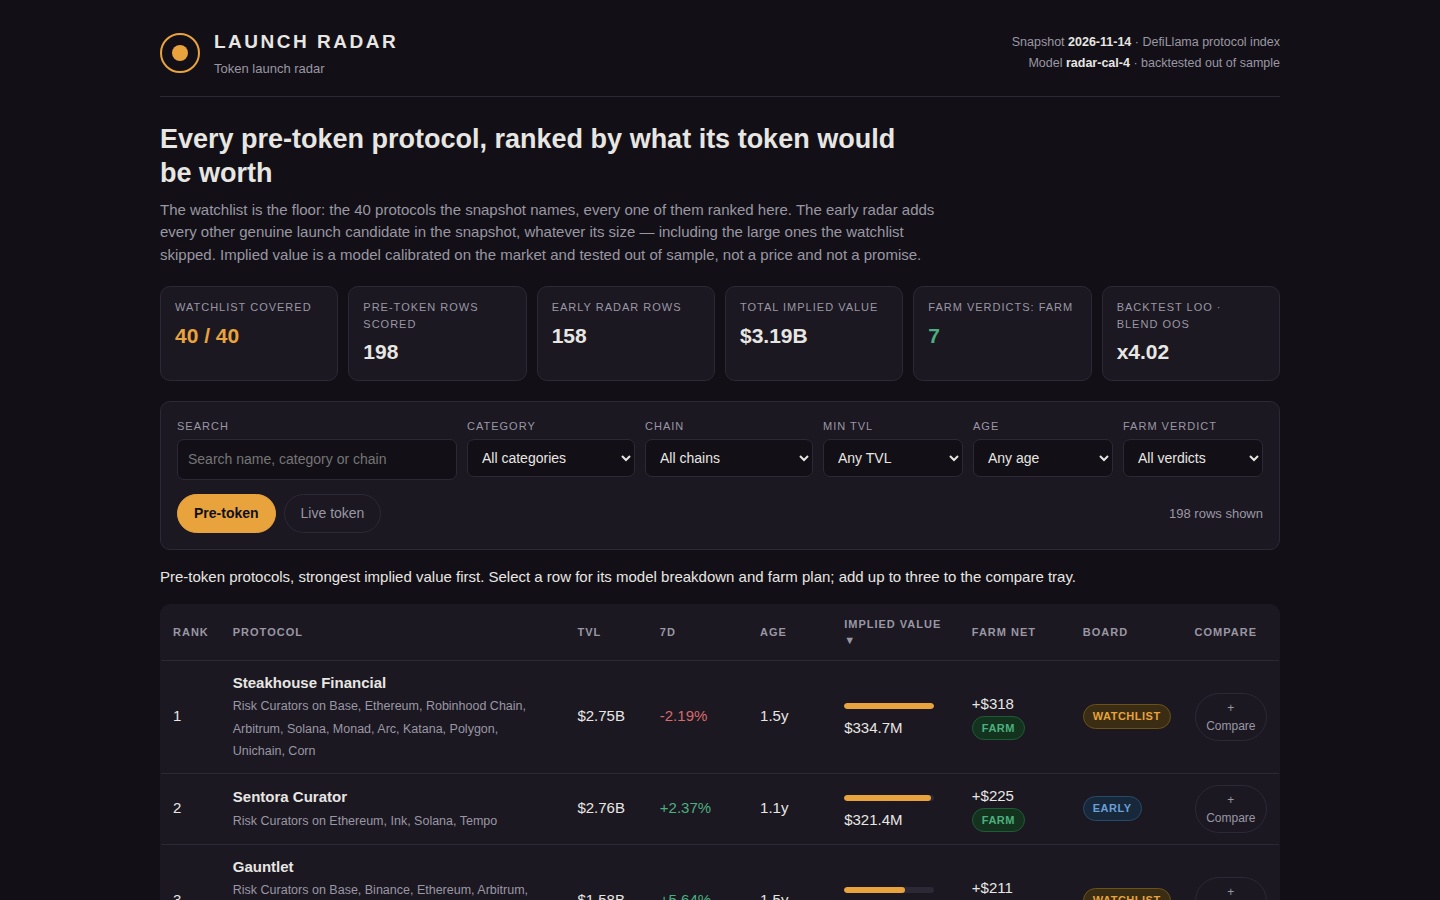 LAUNCH RADAR
Token launch radar
Snapshot 2026-11-14 · DefiLlama protocol index
Model radar-cal-4 · backtested out of sample
Every pre-token protocol, ranked by what its token would
be worth
The watchlist is the floor: the 40 protocols the snapshot names, every one of them ranked here. The early radar adds
every other genuine launch candidate in the snapshot, whatever its size — including the large ones the watchlist
skipped. Implied value is a model calibrated on the market and tested out of sample, not a price and not a promise.
WATCHLIST COVERED
40 / 40
PRE-TOKEN ROWS
SCORED
198
EARLY RADAR ROWS
158
TOTAL IMPLIED VALUE
$3.19B
FARM VERDICTS: FARM
7
BACKTEST LOO ·
BLEND OOS
x4.02
SEARCH
Search name, category or chain
CATEGORY
All categories
CHAIN
All chains
MIN TVL
Any TVL
AGE
Any age
FARM VERDICT
All verdicts
Pre-token
Live token
198 rows shown
Pre-token protocols, strongest implied value first. Select a row for its model breakdown and farm plan; add up to three to the compare tray.
RANK PROTOCOL TVL 7D AGE IMPLIED VALUE ▼ FARM NET BOARD COMPARE
1
Steakhouse Financial
Risk Curators on Base, Ethereum, Robinhood Chain,
Arbitrum, Solana, Monad, Arc, Katana, Polygon,
Unichain, Corn
$2.75B
-2.19%
1.5y
$334.7M
+$318
FARM
WATCHLIST
+
Compare
2
Sentora Curator
Risk Curators on Ethereum, Ink, Solana, Tempo
$2.76B
+2.37%
1.1y
$321.4M
+$225
FARM
EARLY
+
Compare
3
Gauntlet
Risk Curators on Base, Binance, Ethereum, Arbitrum,
$1.58B
+5.64%
1.5y
+$211
WATCHLIST
+